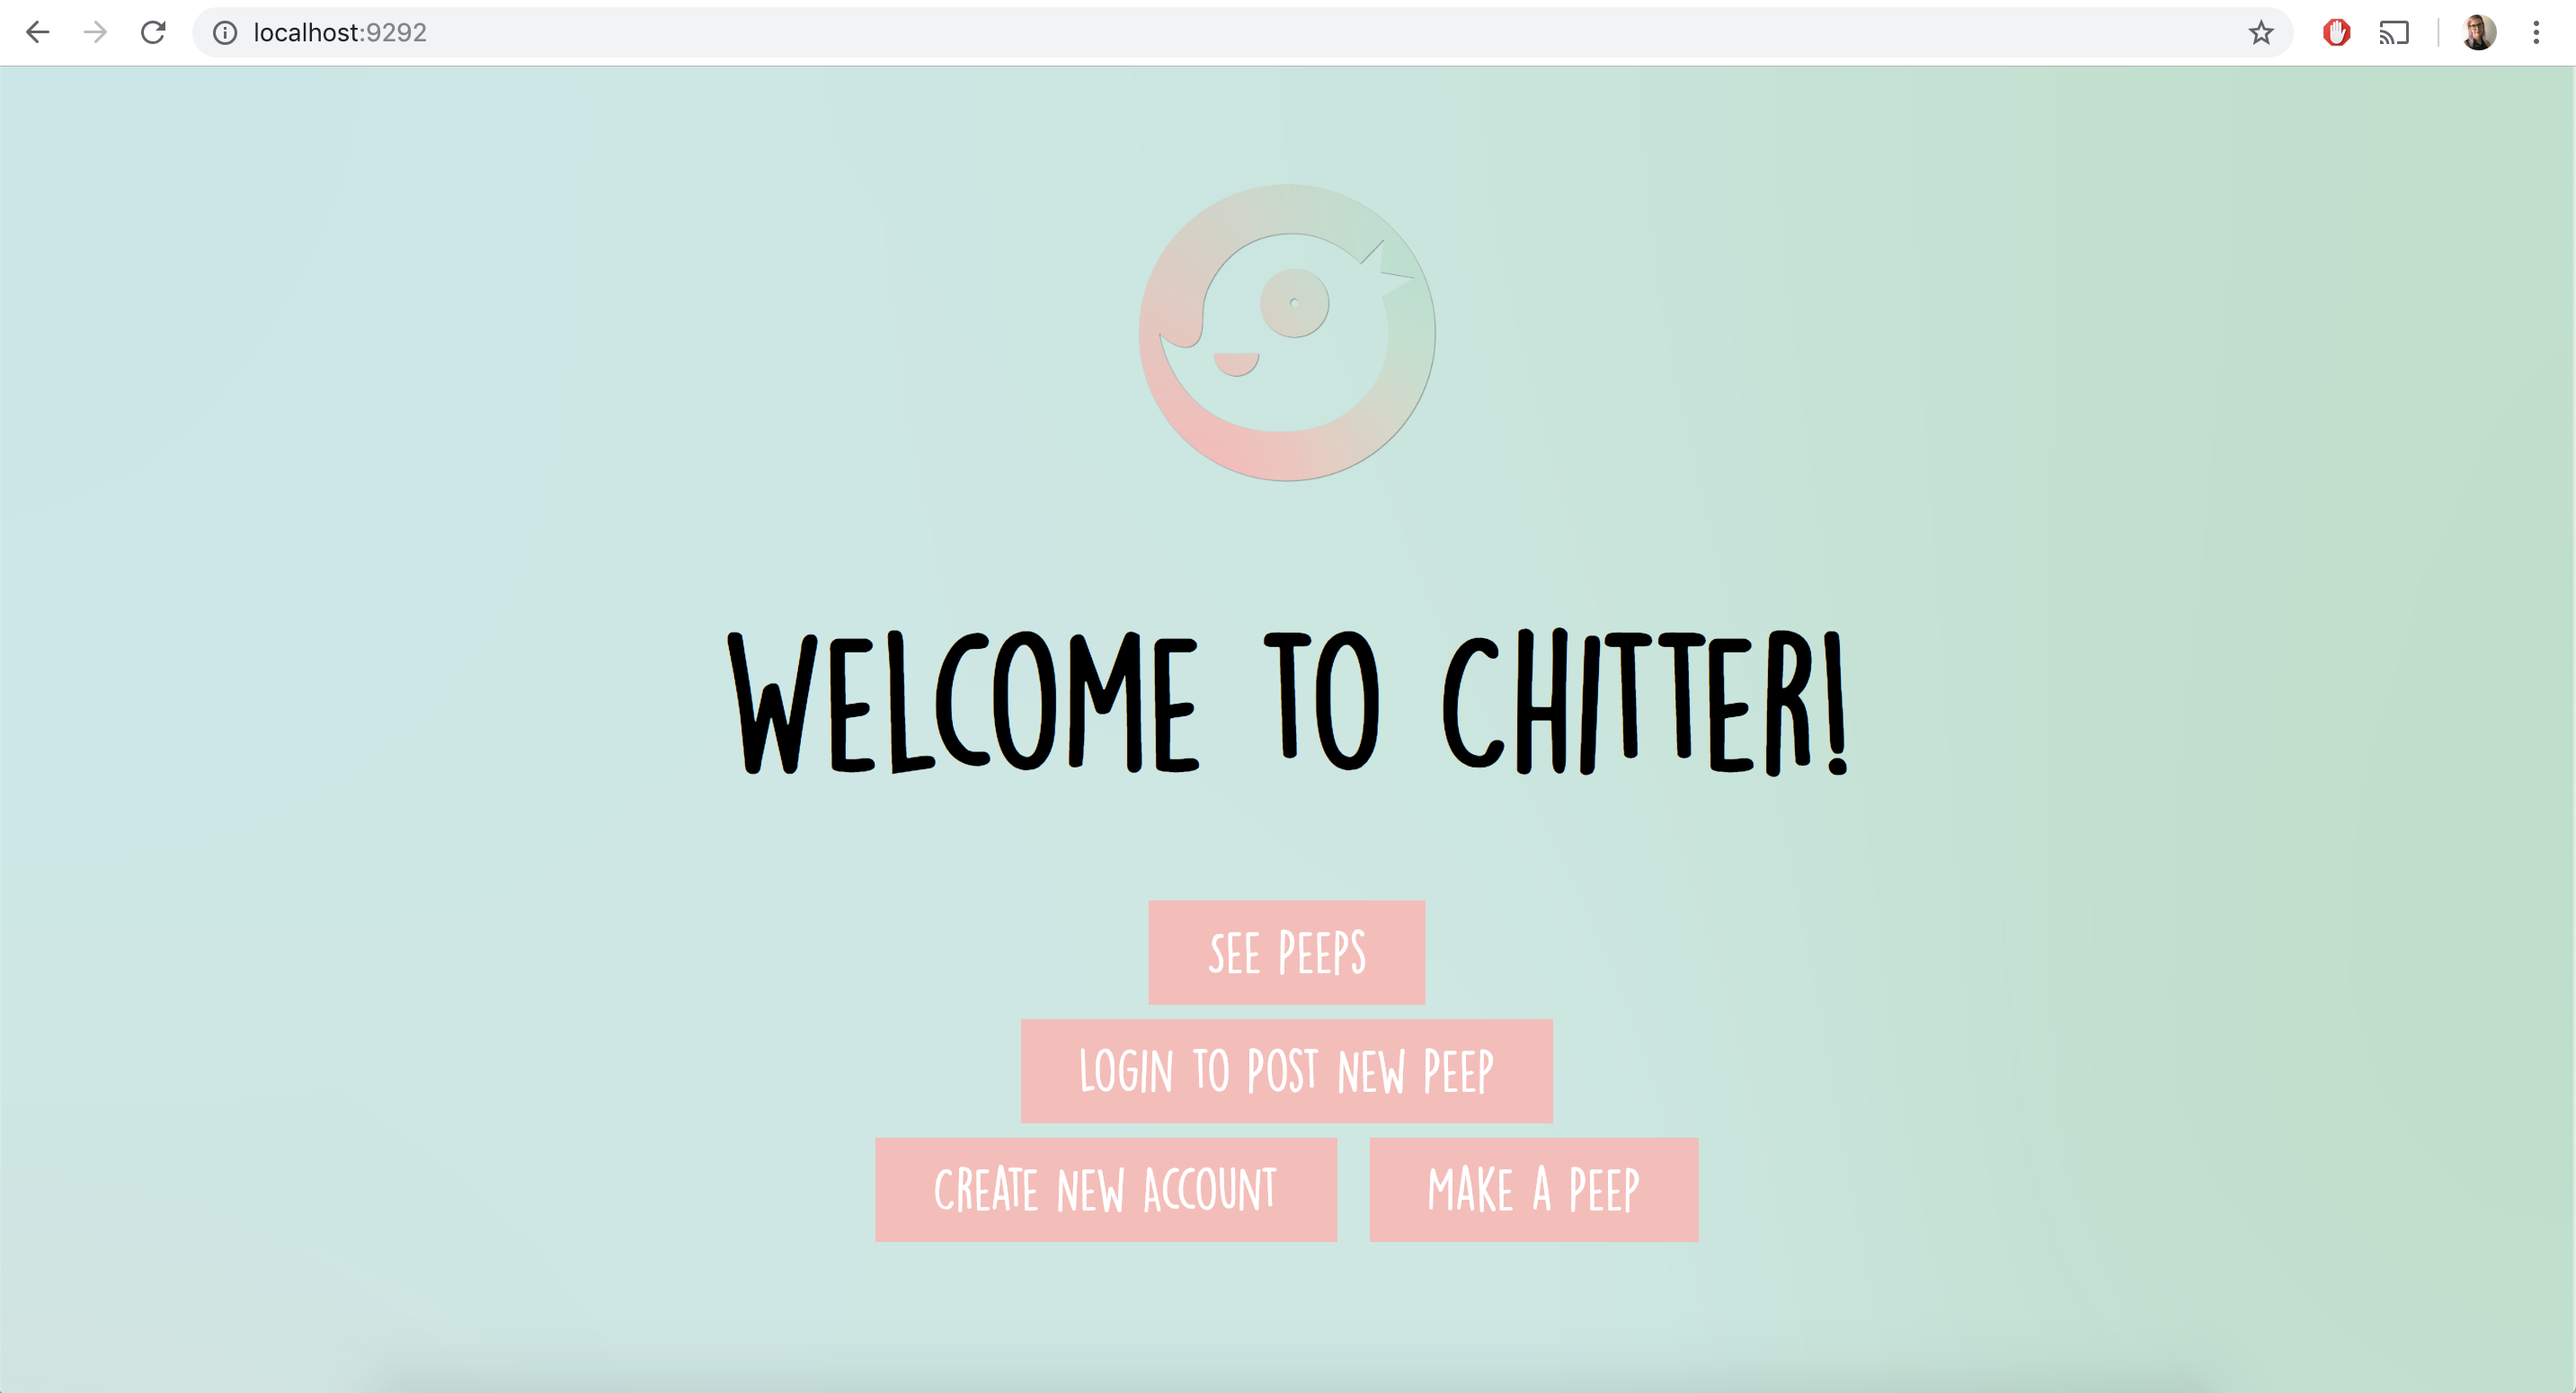 localhost:9292
WELCOME TO CHITTER!
SEE PEEPS
LOGIN TO POST NEW PEEP
CREATE NEW ACCOUNT MAKE A PEEP